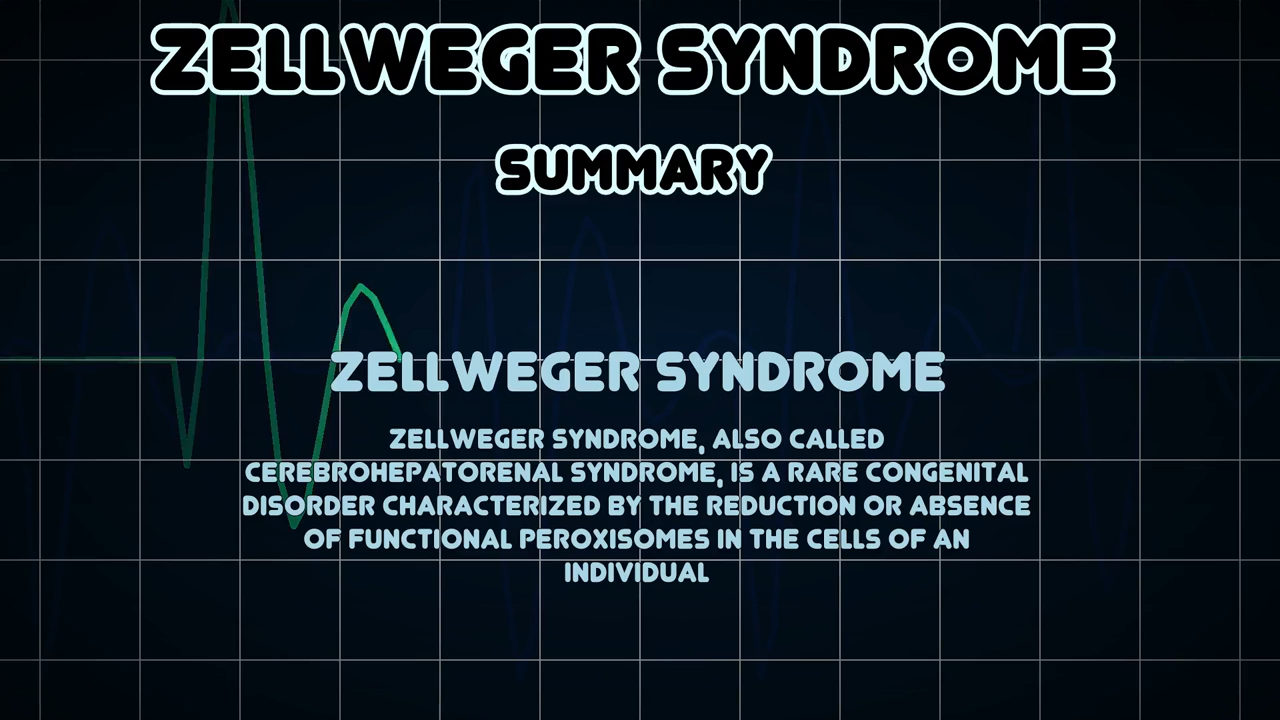 ZELLWEGER SYNDROME
SUMMARY
ZELLWEGER SYNDROME
ZELLWEGER SYNDROME, ALSO CALLED
CEREBROHEPATORENAL SYNDROME, IS A RARE CONGENITAL
DISORDER CHARACTERIZED BY THE REDUCTION OR ABSENCE
OF FUNCTIONAL PEROXISOMES IN THE CELLS OF AN
INDIVIDUAL